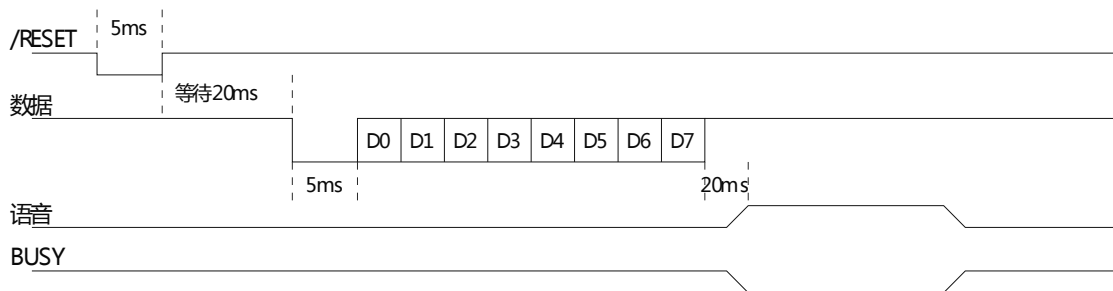 5ms
/RESET
等待20ms
数据
D0 D1 D2 D3 D4 D5 D6 D7
5ms
20ms
语音
BUSY